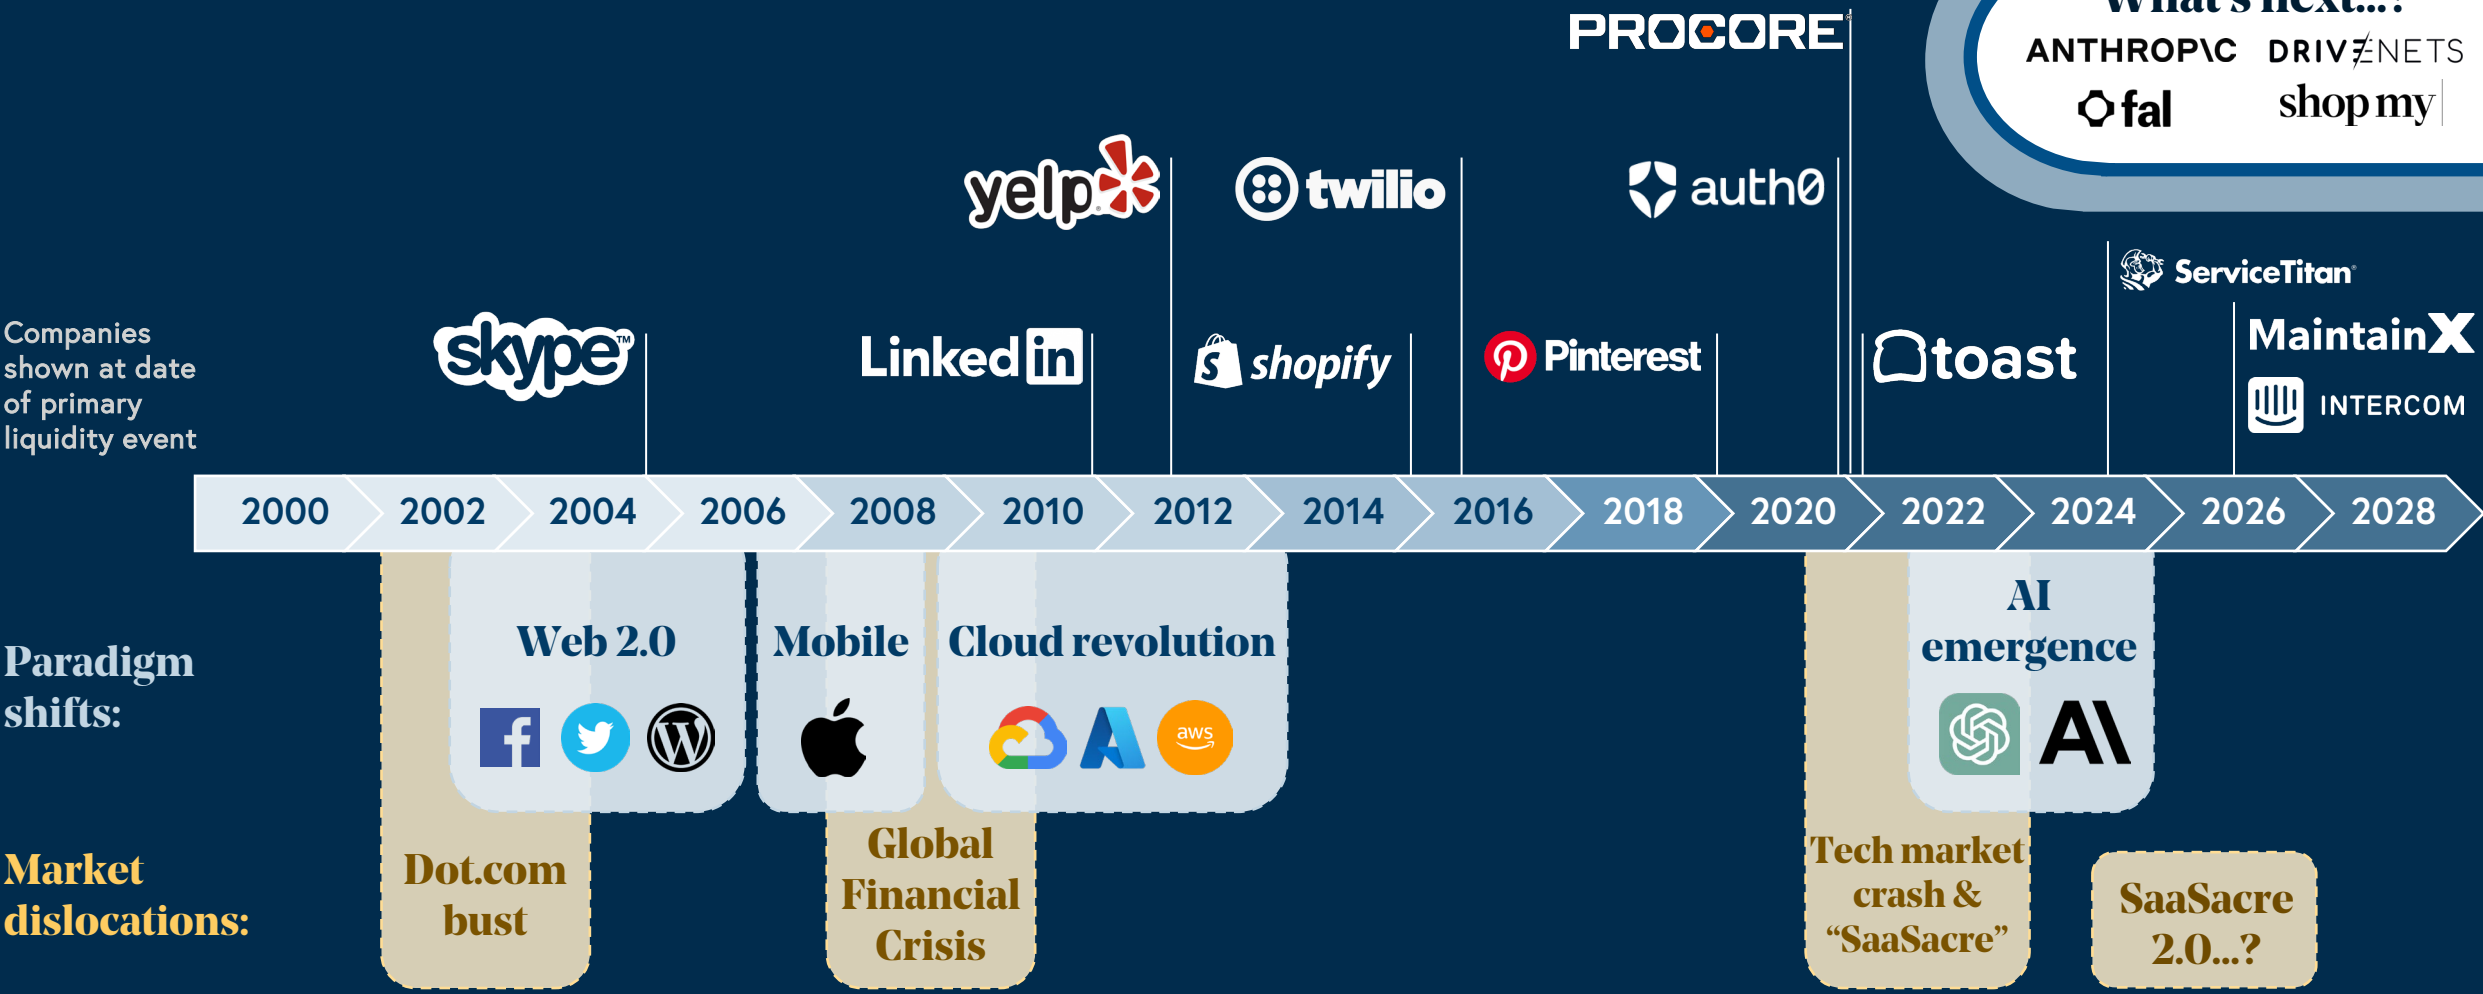 What's next...?
PROCORE
ANTHROP\C
DRIVENETS
fal
shop my
yelp
twilio
auth0
ServiceTitan
Companies
shown at date
of primary
liquidity event
skype™
Linked in
shopify
Pinterest
toast
MaintainX
INTERCOM
2000 2002 2004 2006 2008 2010 2012 2014 2016 2018 2020 2022 2024 2026 2028
Paradigm
shifts:
Web 2.0
Mobile
Cloud revolution
aws
AI
emergence
A\
Market
dislocations:
Dot.com
bust
Global
Financial
Crisis
Tech market
crash &
“SaaSacre”
SaaSacre
2.0...?